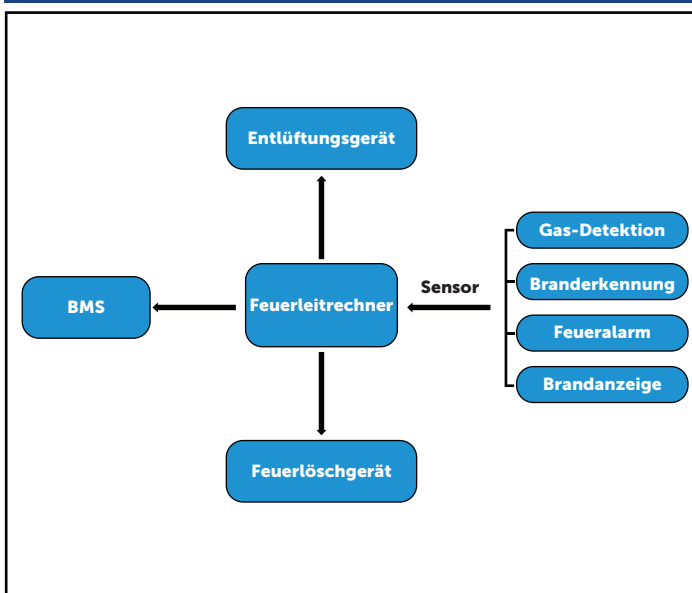 Entlüftungsgerät
Gas-Detektion
Branderkennung
Sensor
BMS
Feuerleitrechner
Feueralarm
Brandanzeige
Feuerlöschgerät